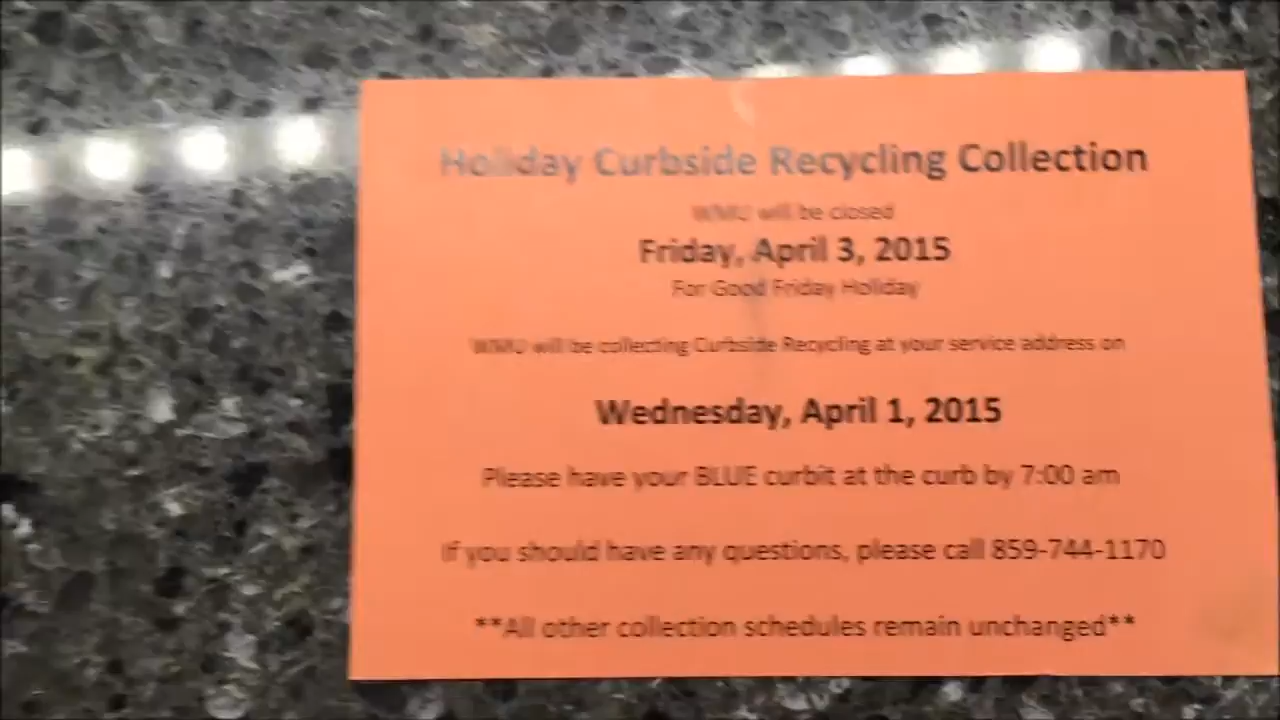 Holiday Curbside Recycling Collection
WMU will be closed
Friday, April 3, 2015
For Good Friday Holiday
WMU will be collecting Curbside Recycling at your service address on
Wednesday, April 1, 2015
Please have your BLUE curbit at the curb by 7:00 am
If you should have any questions, please call 859-744-1170
**All other collection schedules remain unchanged**